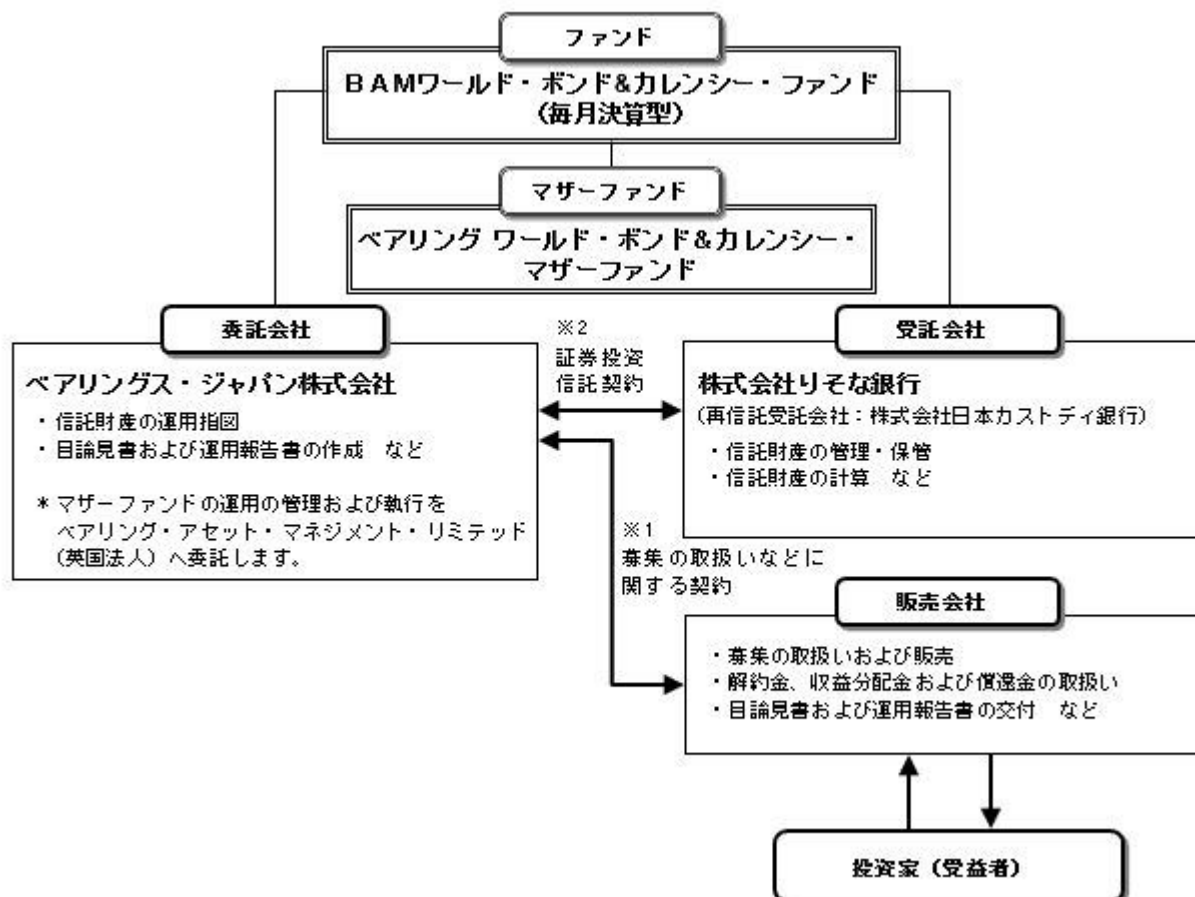 ファンド
BAMワールド・ボンド&カレンシー・ファンド
(毎月決算型)
マザーファンド
ベアリング ワールド・ボンド&カレンシー・
マザーファンド
委託会社
ベアリングス・ジャパン株式会社
・信託財産の運用指図
・目論見書および運用報告書の作成 など
*マザーファンドの運用の管理および執行を
ベアリング・アセット・マネジメント・リミテッド
(英国法人)へ委託します。
※2
証券投資
信託契約
受託会社
株式会社りそな銀行
(再信託受託会社:株式会社日本カストディ銀行)
・信託財産の管理・保管
・信託財産の計算 など
※1
募集の取扱いなどに
関する契約
販売会社
・募集の取扱いおよび販売
・解約金、収益分配金および償還金の取扱い
・目論見書および運用報告書の交付 など
投資家(受益者)